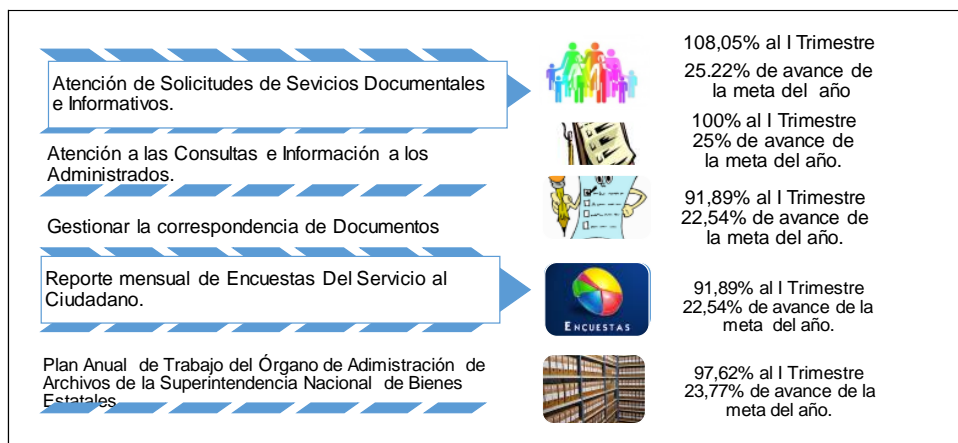 Atención de Solicitudes de Sevicios Documentales
e Informativos.
108,05% al I Trimestre
25.22% de avance de
la meta del año
Atención a las Consultas e Información a los
Administrados.
100% al I Trimestre
25% de avance de
la meta del año.
Gestionar la correspondencia de Documentos
91,89% al I Trimestre
22,54% de avance de
la meta del año.
Reporte mensual de Encuestas Del Servicio al
Ciudadano.
ENCUESTAS
91,89% al I Trimestre
22,54% de avance de la
meta del año.
Plan Anual de Trabajo del Órgano de Adimistración de
Archivos de la Superintendencia Nacional de Bienes
Estatales
97,62% al I Trimestre
23,77% de avance de la
meta del año.